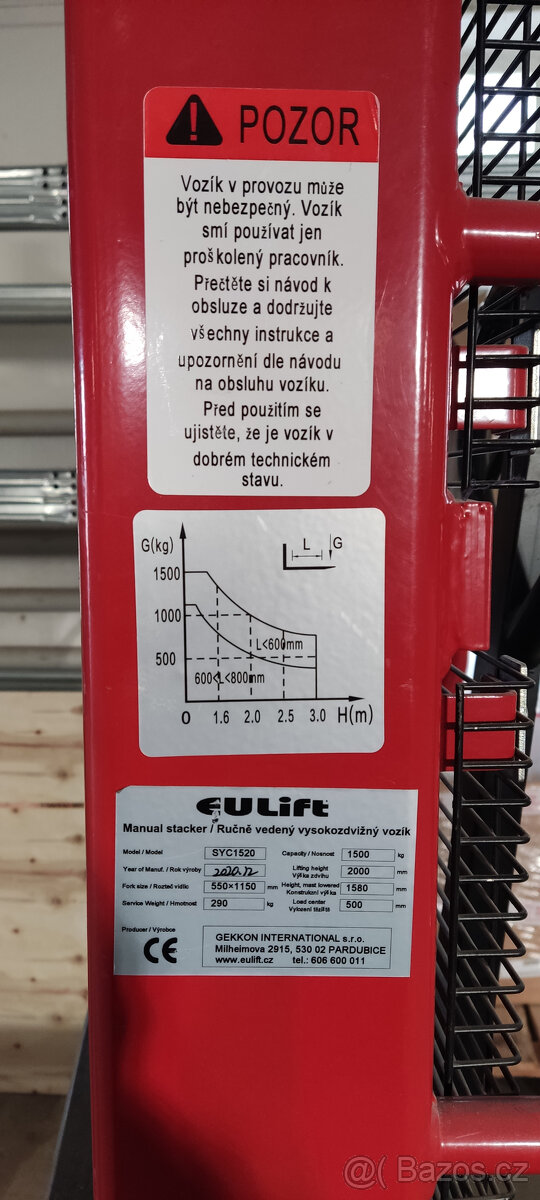 POZOR
Vozík v provozu může
být nebezpečný. Vozík
smí používat jen
proškolený pracovník.
Přečtěte si návod k
obsluze a dodržujte
všechny instrukce a
upozornění dle návodu
na obsluhu vozíku.
Před použitím se
ujistěte, že je vozík v
dobrém technickém
stavu.
G(kg)
L
G
1500
1000
500
L<600mm
600<L<800mm
0 1.6 2.0 2.5 3.0 H(m)
EULIFT
Manual stacker / Ručně vedený vysokozdvižný vozík
Model / Model SYC1520 Capacity / Nosnost 1500 kg
Year of Manuf. / Rok výroby 2020.12 Lifting height Výška zdvihu 2000 mm
Fork size / Rozteč vidlic 550×1150 mm Height, mast lowered Konstrukční výška 1580 mm
Service Weight / Hmotnost 290 kg Load center Vyložení těžiště 500 mm
Producer / Výrobce
CE
GEKKON INTERNATIONAL s.r.o.
Milheimova 2915, 530 02 PARDUBICE
www.eulift.cz tel.: 606 600 011
@ Bazos.cz